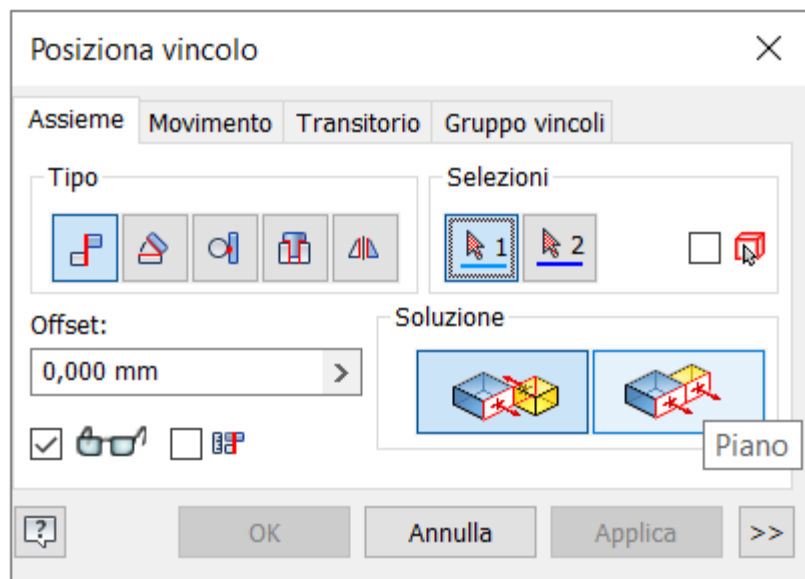 Posiziona vincolo
Assieme Movimento Transitorio Gruppo vincoli
Tipo
Selezioni
1 2
Offset:
0,000 mm
Soluzione
Piano
OK Annulla Applica >>